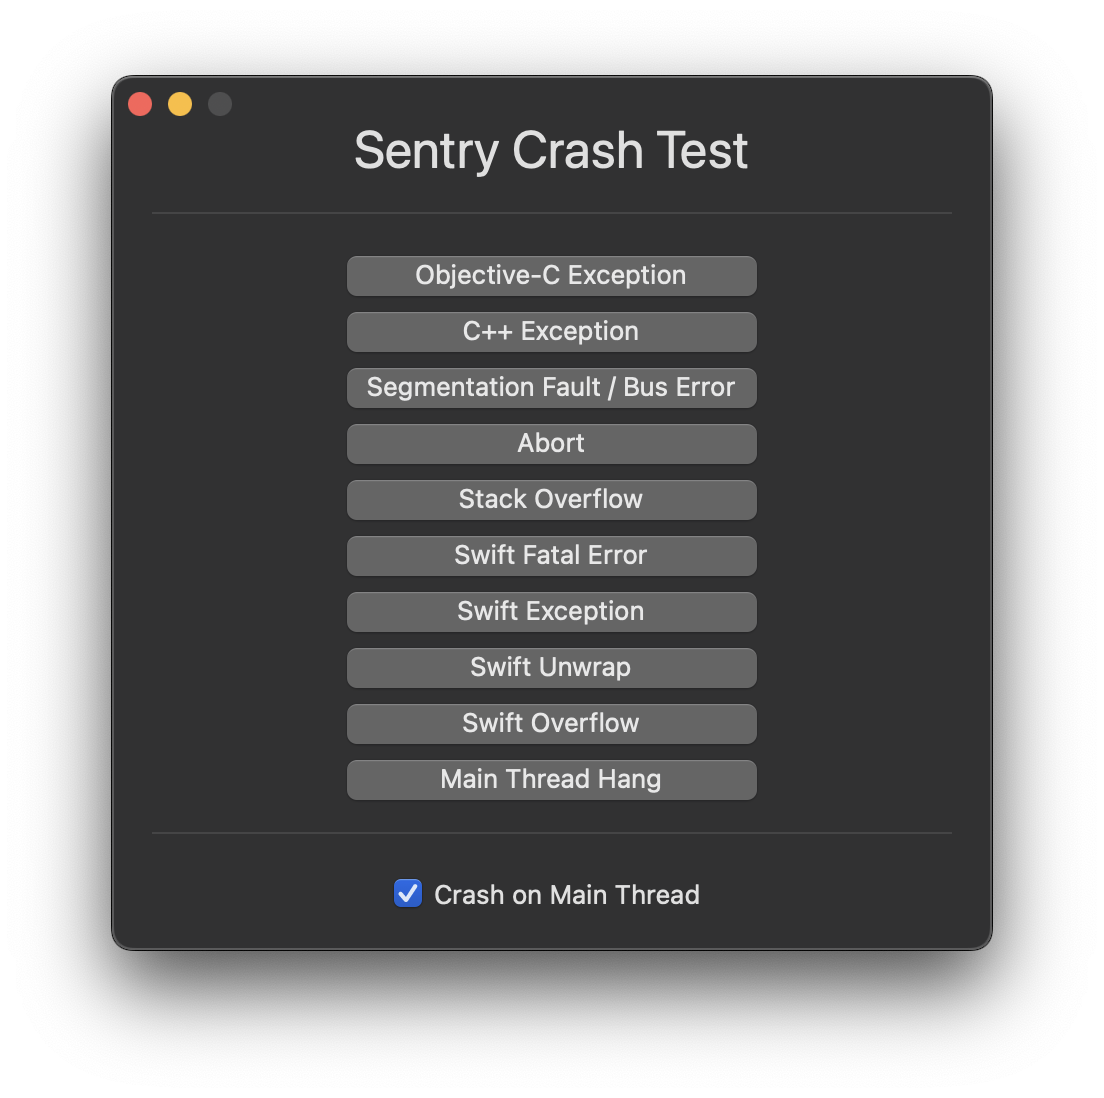 Sentry Crash Test
Objective-C Exception
C++ Exception
Segmentation Fault / Bus Error
Abort
Stack Overflow
Swift Fatal Error
Swift Exception
Swift Unwrap
Swift Overflow
Main Thread Hang
Crash on Main Thread